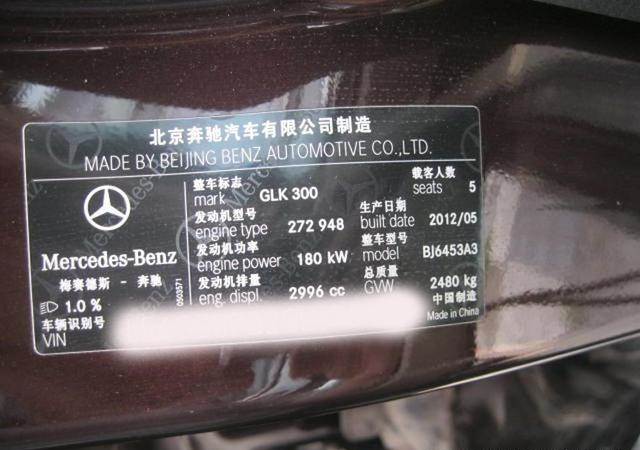 北京奔驰汽车有限公司制造
MADE BY BEIJING BENZ AUTOMOTIVE CO.,LTD.
整车标志
mark GLK 300
载客人数
seats 5
发动机型号
engine type 272 948
生产日期
built date 2012/05
发动机功率
engine power 180 kW
整车型号
model BJ6453A3
发动机排量
eng. displ. 2996 cc
总质量
GVW 2480 kg
Mercedes-Benz
梅赛德斯 - 奔驰
1.0 %
车辆识别号
VIN
中国制造
Made in China
0503571